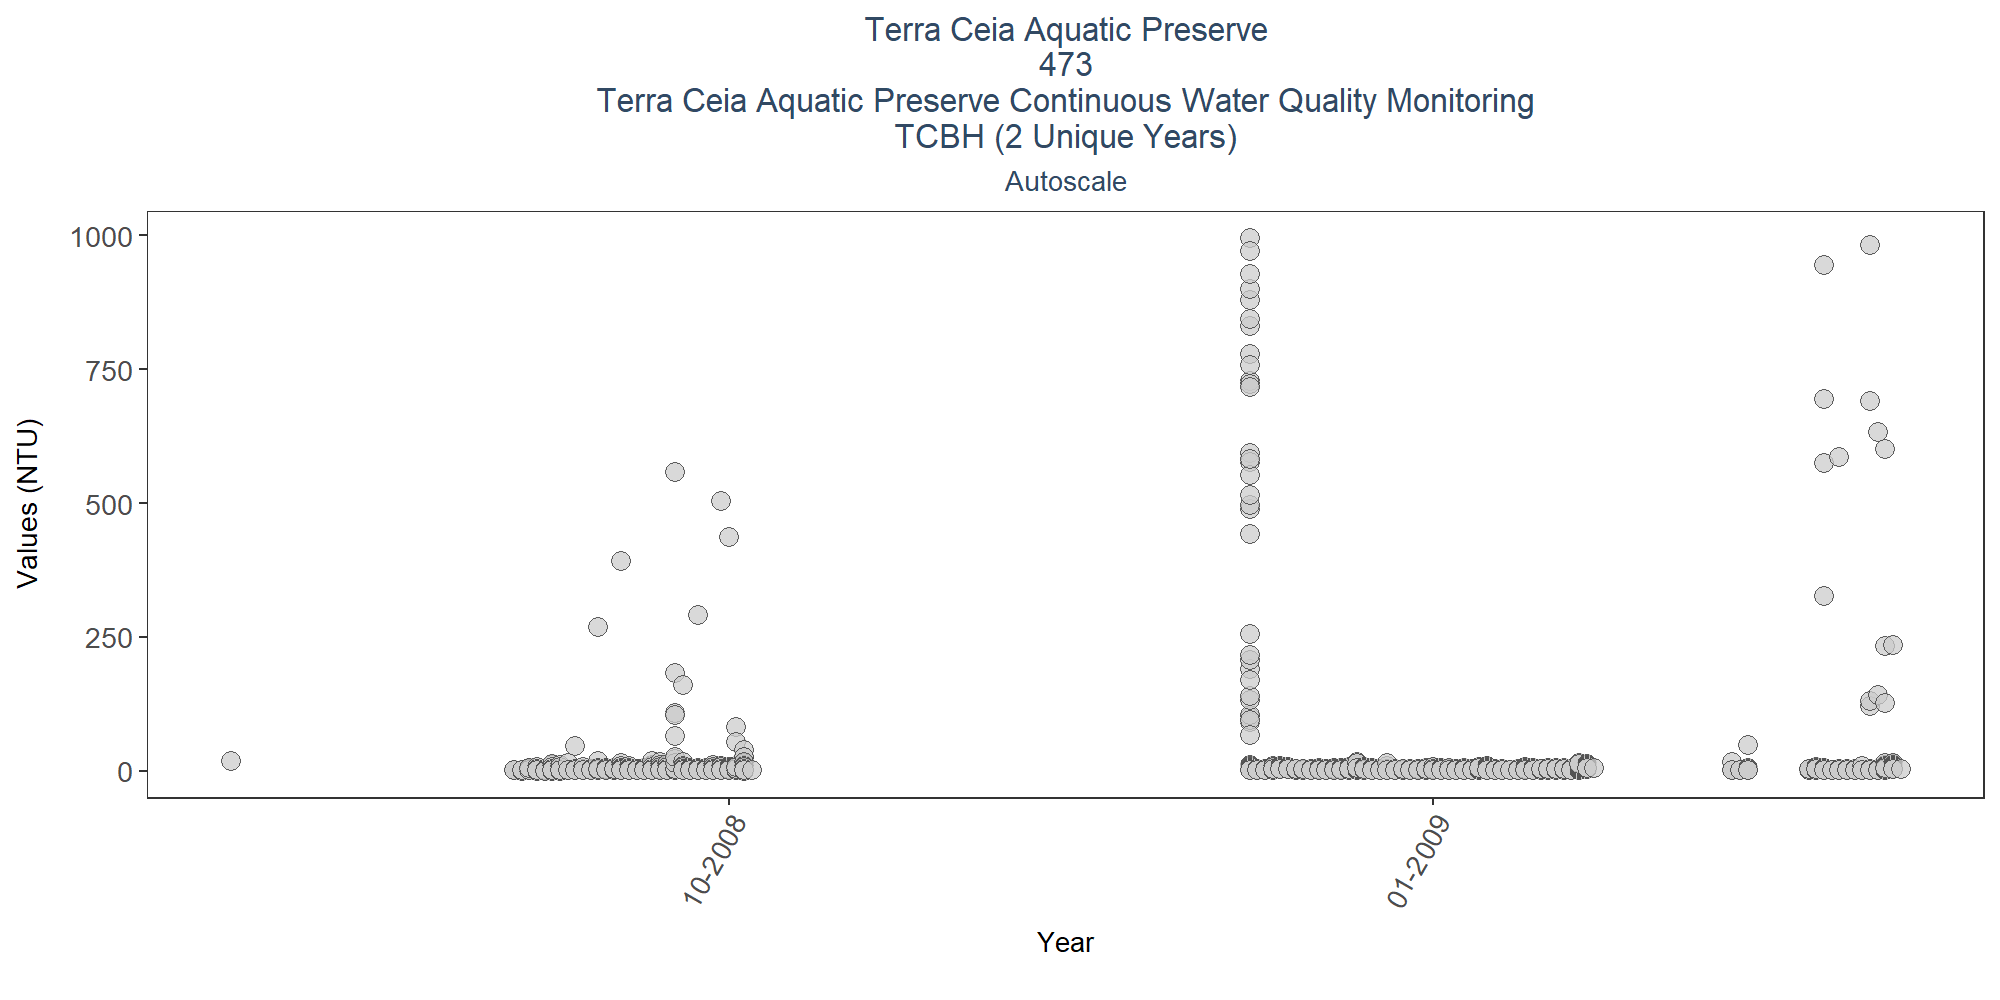 Terra Ceia Aquatic Preserve
473
Terra Ceia Aquatic Preserve Continuous Water Quality Monitoring
TCBH (2 Unique Years)
Autoscale
Values (NTU)
1000
750
500
250
0
10-2008
01-2009
Year